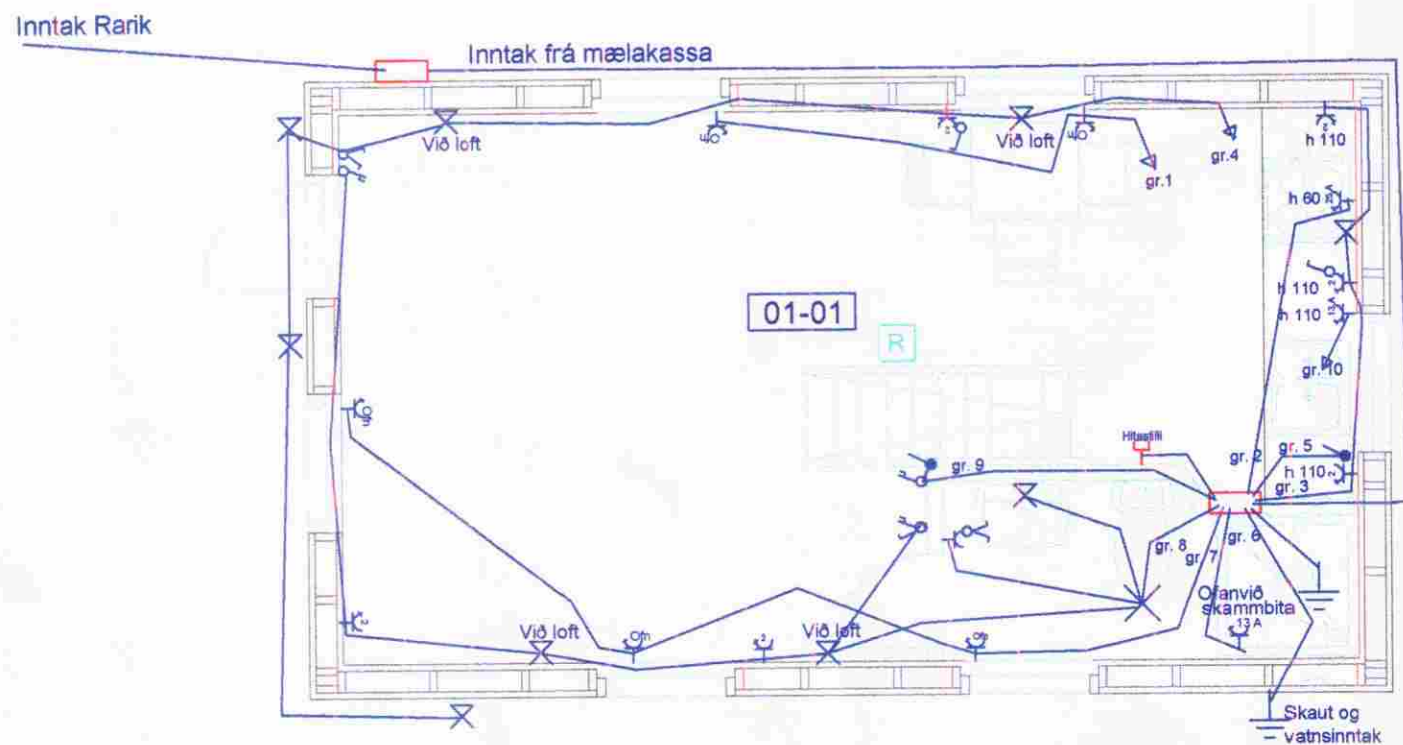 Inntak Rarik
Inntak frá mælakassa
Við loft
Við loft
gr.1
gr.4
h 110
h 60
01-01
h 110
h 110
R
gr. 10
Hitastilli
gr. 9
gr. 2
gr. 5
h 110
gr. 3
gr. 6
gr. 8
gr. 7
Ofanvið
skammbita
13 A
Við loft
Ofn
2
Við loft
Skaut og
vatnsinntak